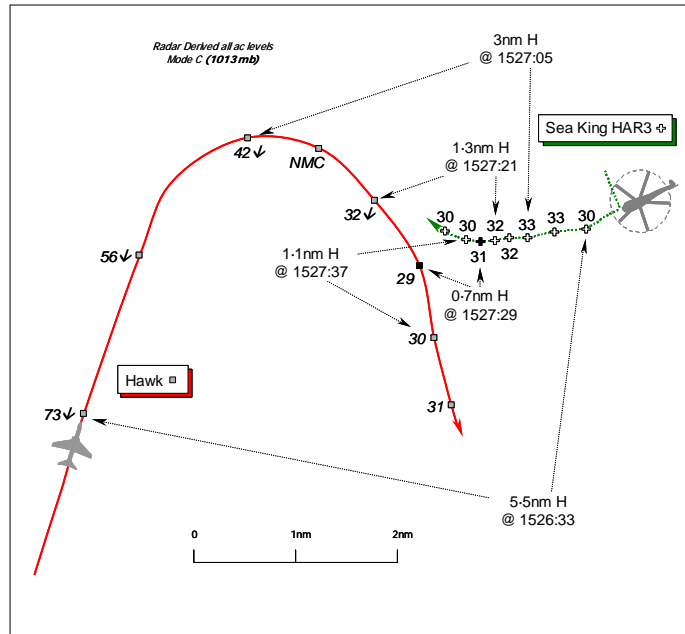 Radar Derived all ac levels
Mode C (1013mb)
3nm H
@ 1527:05
Sea King HAR3
1·3nm H
@ 1527:21
42
NMC
32
30
30
32
33
33
30
31
32
56
1·1nm H
@ 1527:37
29
0·7nm H
@ 1527:29
30
Hawk
73
31
5·5nm H
@ 1526:33
0
1nm
2nm